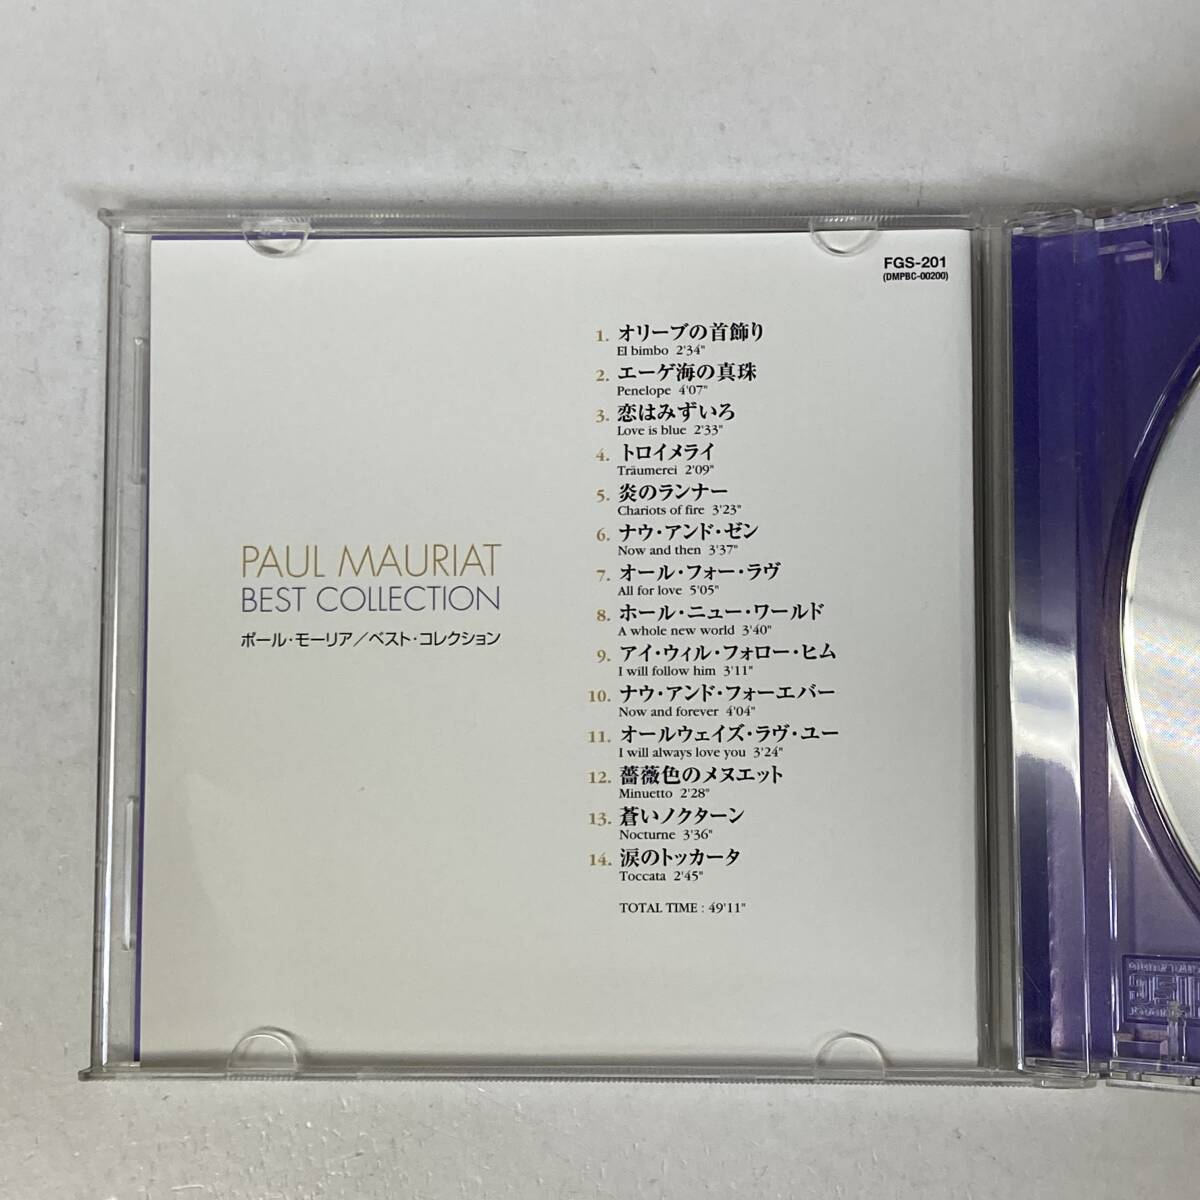 FGS-201
(DMPBC-00200)
PAUL MAURIAT
BEST COLLECTION
ポール・モーリア／ベスト・コレクション
1. オリーブの首飾り
El bimbo 2'34"
2. エーゲ海の真珠
Penelope 4'07"
3. 恋はみずいろ
Love is blue 2'33"
4. トロイメライ
Träumerei 2'09"
5. 炎のランナー
Chariots of fire 3'23"
6. ナウ・アンド・ゼン
Now and then 3'37"
7. オール・フォー・ラヴ
All for love 5'05"
8. ホール・ニュー・ワールド
A whole new world 3'40"
9. アイ・ウィル・フォロー・ヒム
I will follow him 3'11"
10. ナウ・アンド・フォーエバー
Now and forever 4'04"
11. オールウェイズ・ラヴ・ユー
I will always love you 3'24"
12. 薔薇色のメヌエット
Minuetto 2'28"
13. 蒼いノクターン
Nocturne 3'36"
14. 涙のトッカータ
Toccata 2'45"
TOTAL TIME : 49'11"